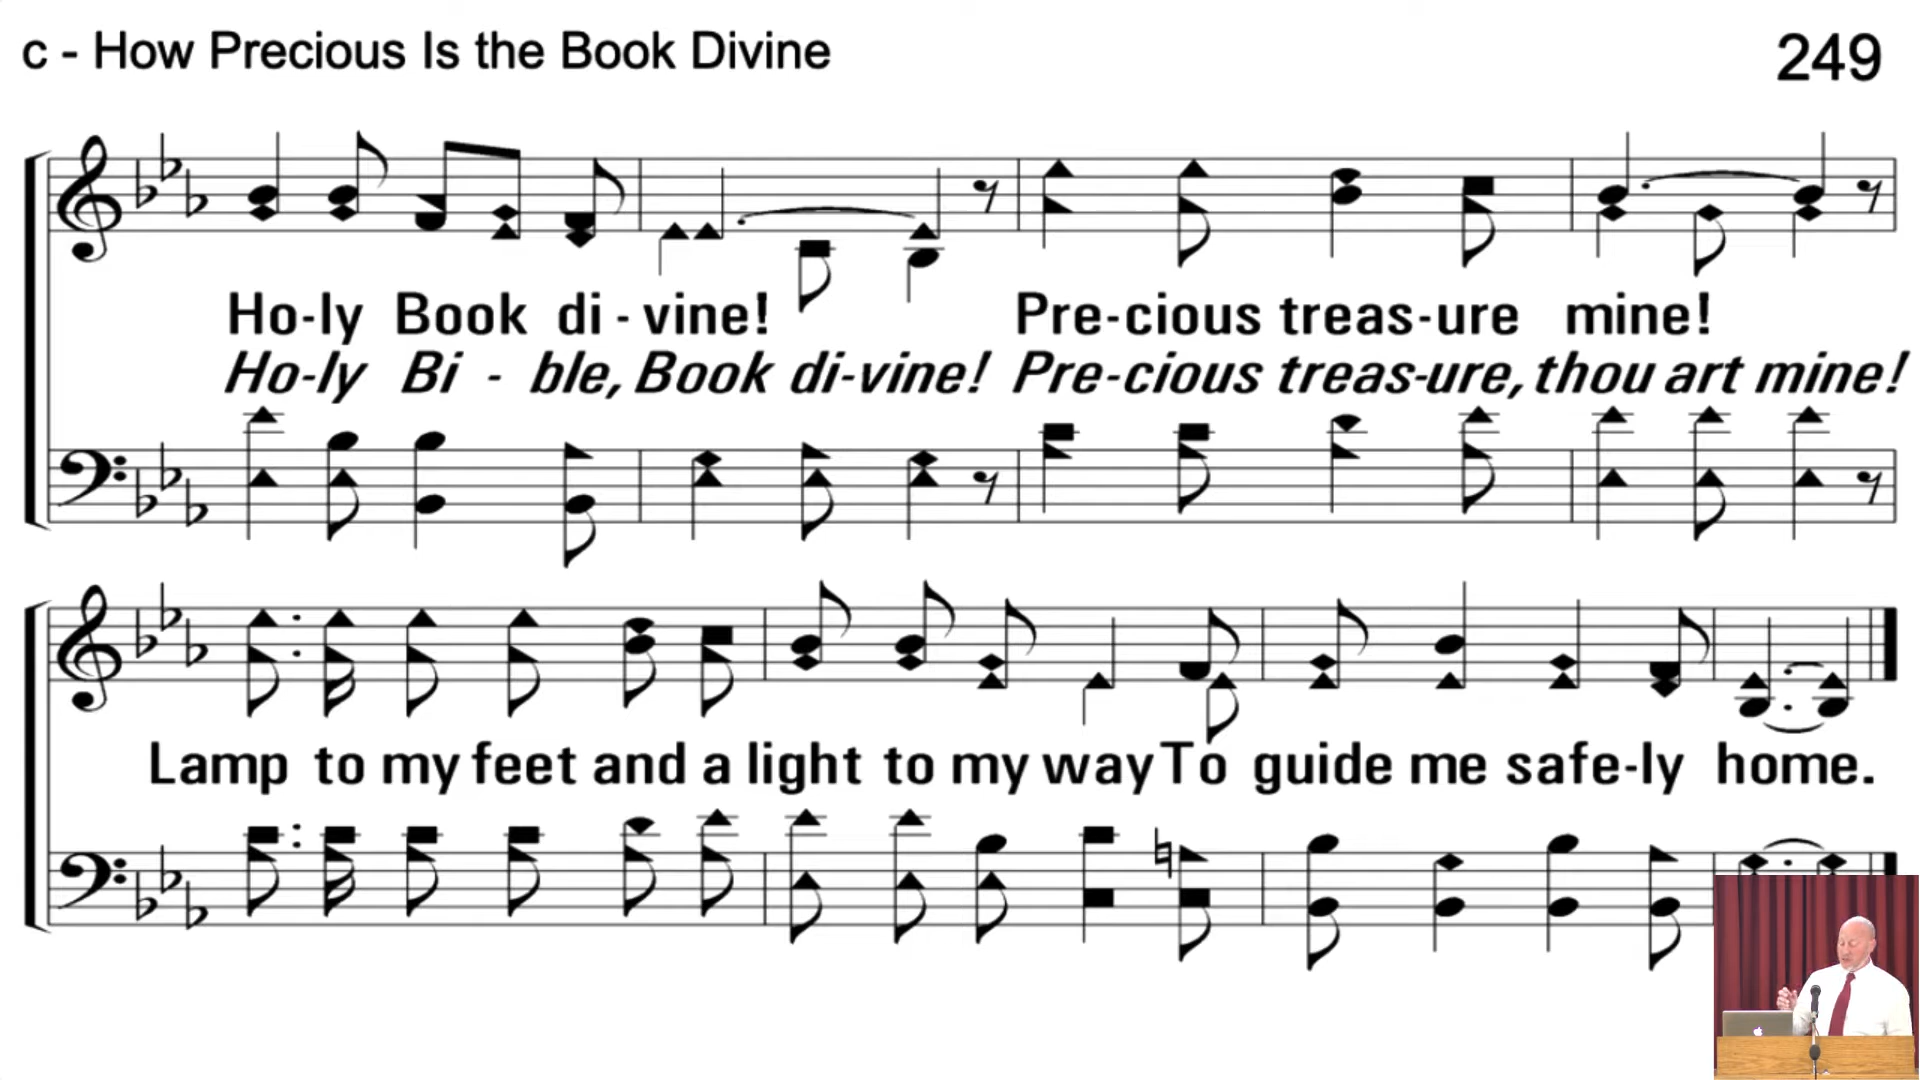 c - How Precious Is the Book Divine
249
Ho-ly Book di - vine! Pre-cious treas-ure mine!
Ho-ly Bi - ble, Book di-vine! Pre-cious treas-ure, thou art mine!
Lamp to my feet and a light to my way To guide me safe-ly home.